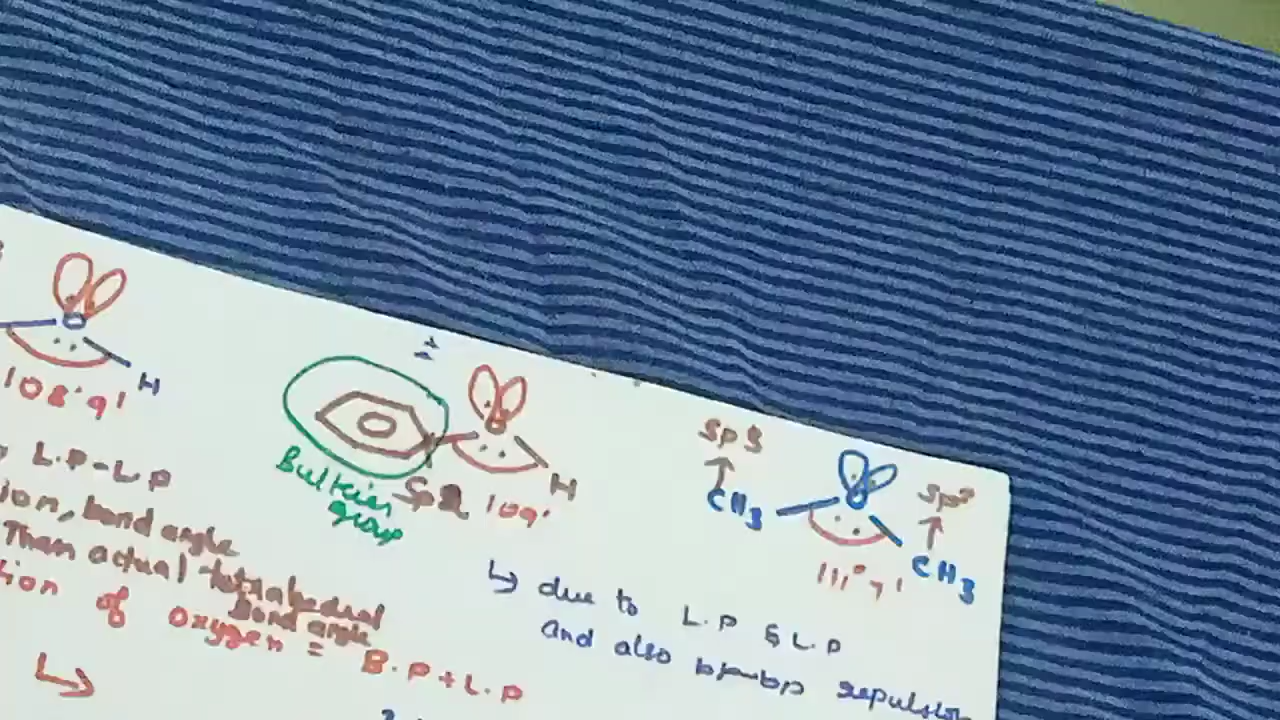 H
108°9'
L.P-L.P
ion, bond angle
Than actual tetrahedral
bond angle
tion of oxygen = B.P + L.P
↳
H
Bulkier
group
Sp2 109°
Sp3
CH3
Sp3
CH3
111°7'
↳ due to L.P & L.P
and also bp-bp repulsion